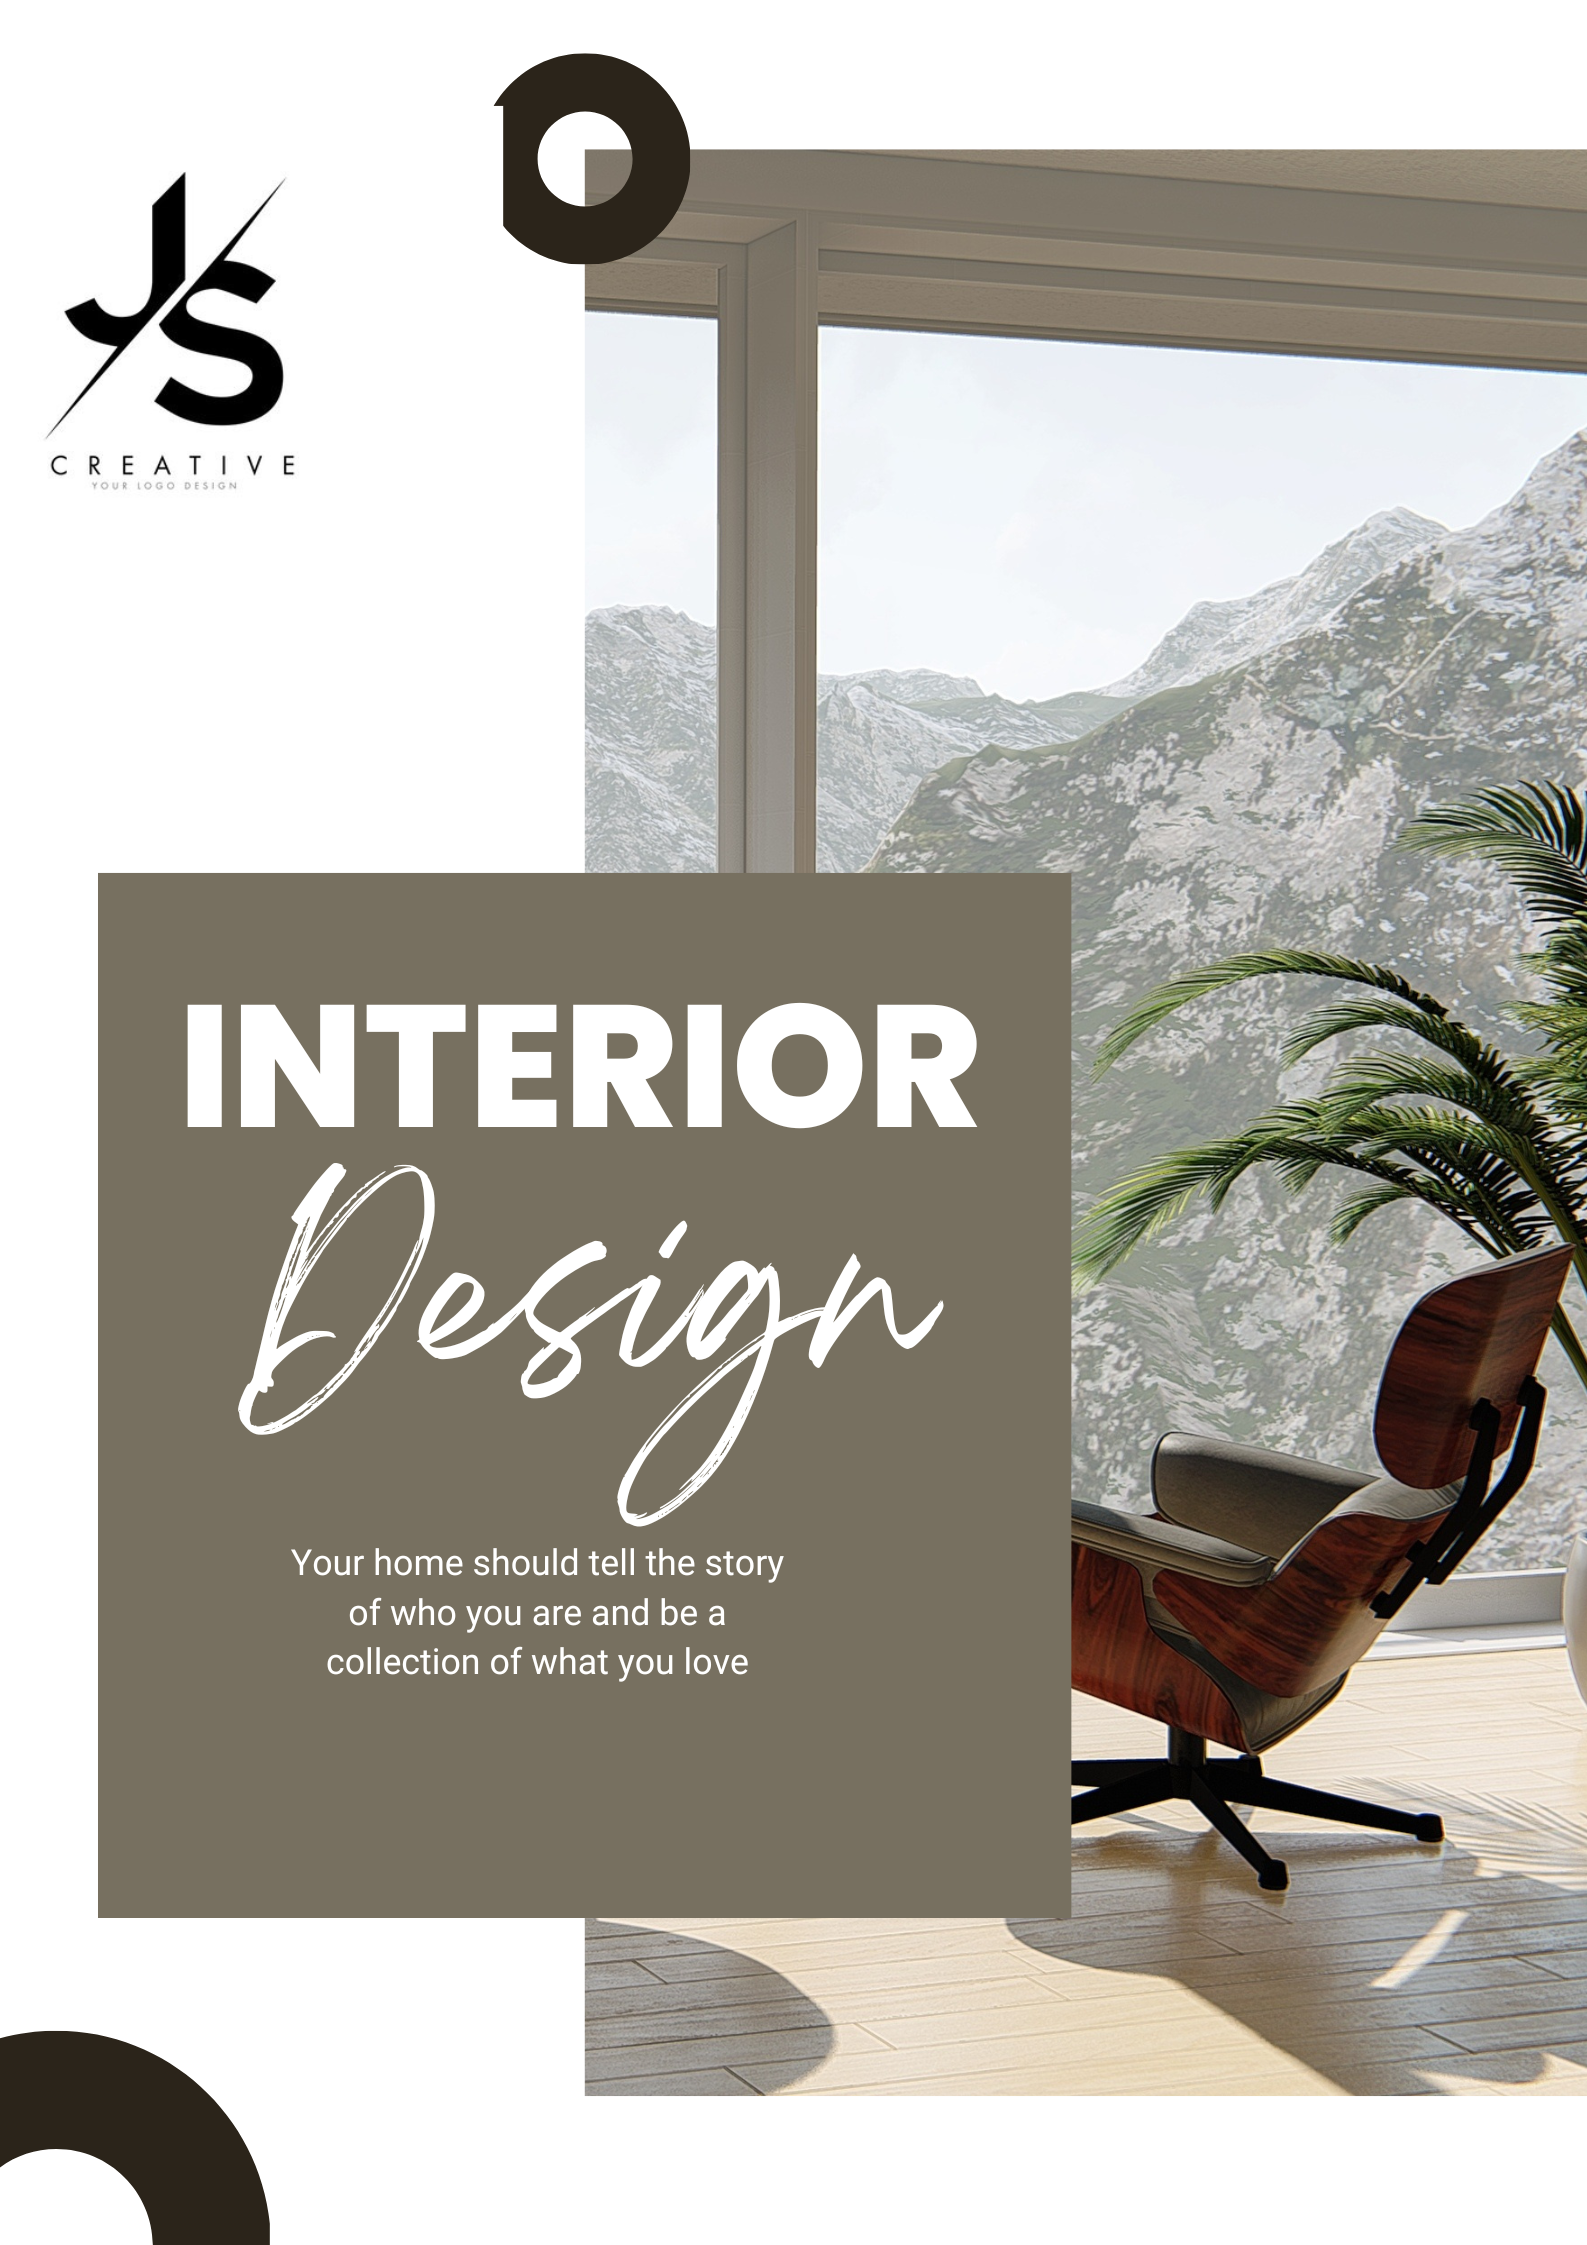 JS
CREATIVE
YOUR LOGO DESIGN
INTERIOR
Design
Your home should tell the story
of who you are and be a
collection of what you love